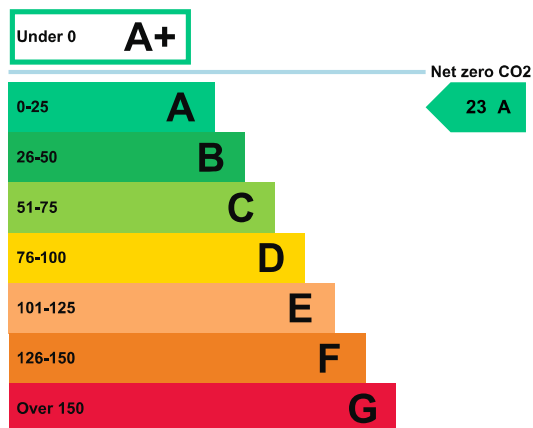 Under 0 A+
Net zero CO2
0-25 A 23 A
26-50 B
51-75 C
76-100 D
101-125 E
126-150 F
Over 150 G